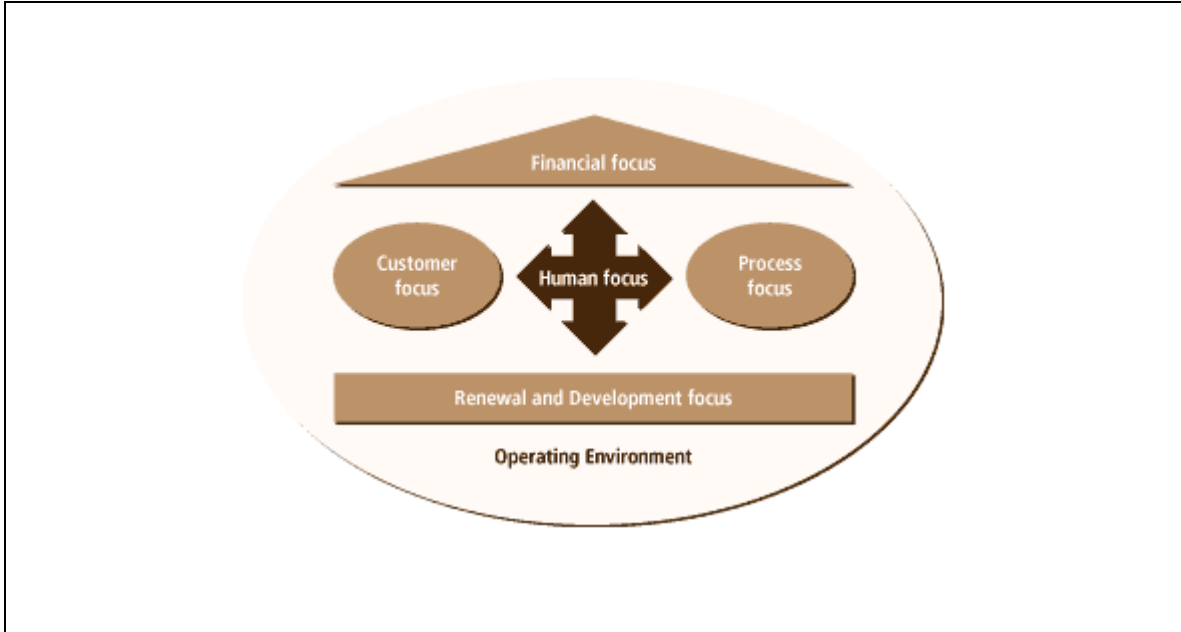 Financial focus
Customer
focus
Human focus
Process
focus
Renewal and Development focus
Operating Environment